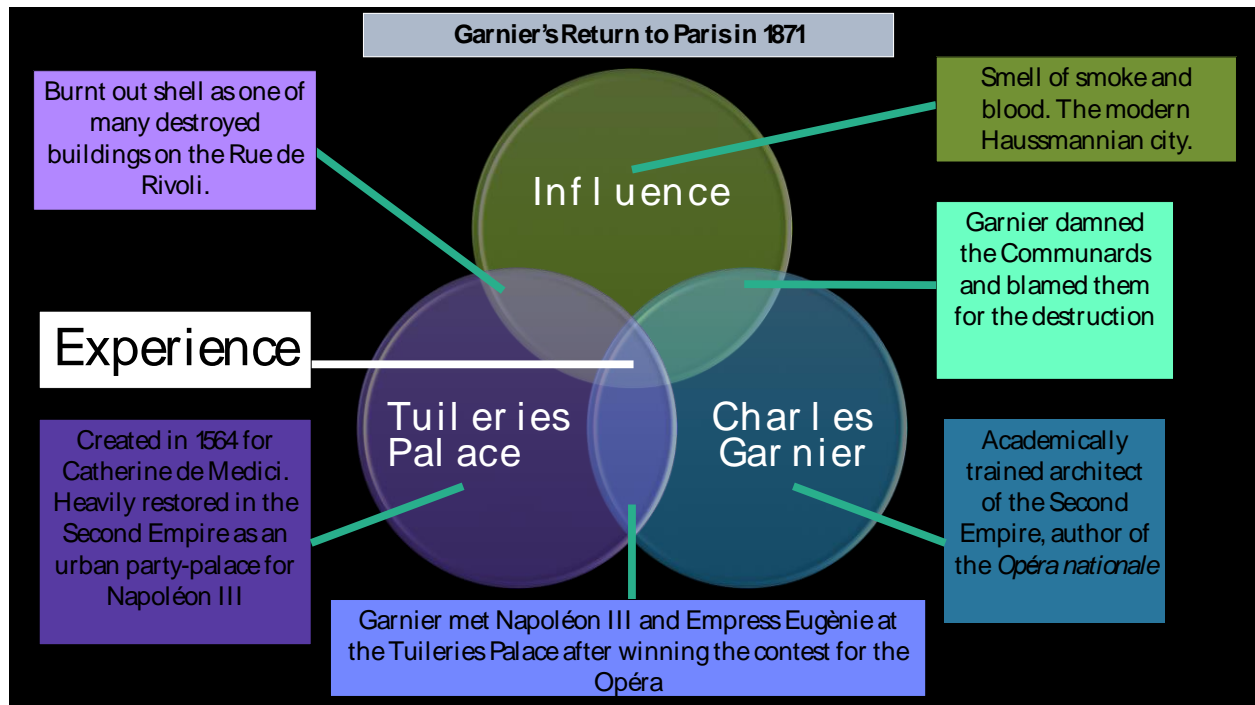 Garnier's Return to Paris in 1871
Burnt out shell as one of
many destroyed
buildings on the Rue de
Rivoli.
Smell of smoke and
blood. The modern
Haussmannian city.
Influence
Garnier damned
the Communards
and blamed them
for the destruction
Experience
Tuileries
Palace
Charles
Garnier
Created in 1564 for
Catherine de Medici.
Heavily restored in the
Second Empire as an
urban party-palace for
Napoléon III
Academically
trained architect
of the Second
Empire, author of
the Opéra nationale
Garnier met Napoléon III and Empress Eugènie at
the Tuileries Palace after winning the contest for the
Opéra